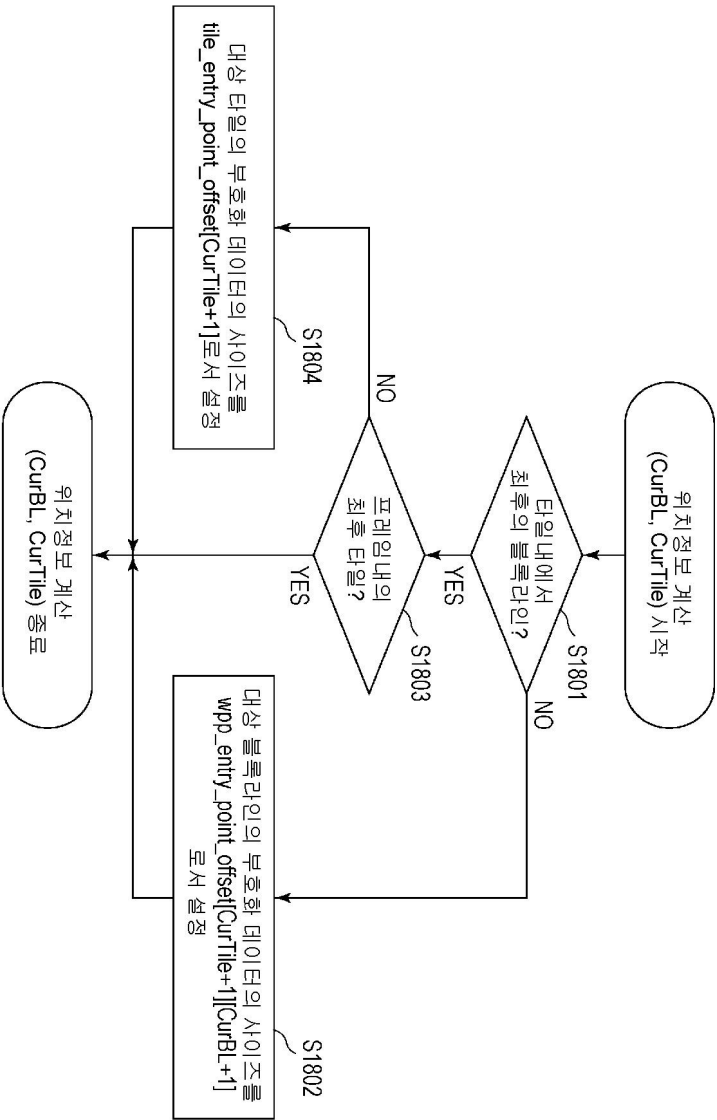 위치정보 계산
(CurBL, CurTile) 시작
타일내에서
최후의 블록라인?
S1801
NO
YES
프레임내의
최후 타일?
S1803
NO
YES
대상 타일의 부호화 데이터의 사이즈를
tile_entry_point_offset[CurTile+1]로서 설정
S1804
대상 블록라인의 부호화 데이터의 사이즈를
wpp_entry_point_offset[CurTile+1][CurBL+1]
로서 설정
S1802
위치정보 계산
(CurBL, CurTile) 종료